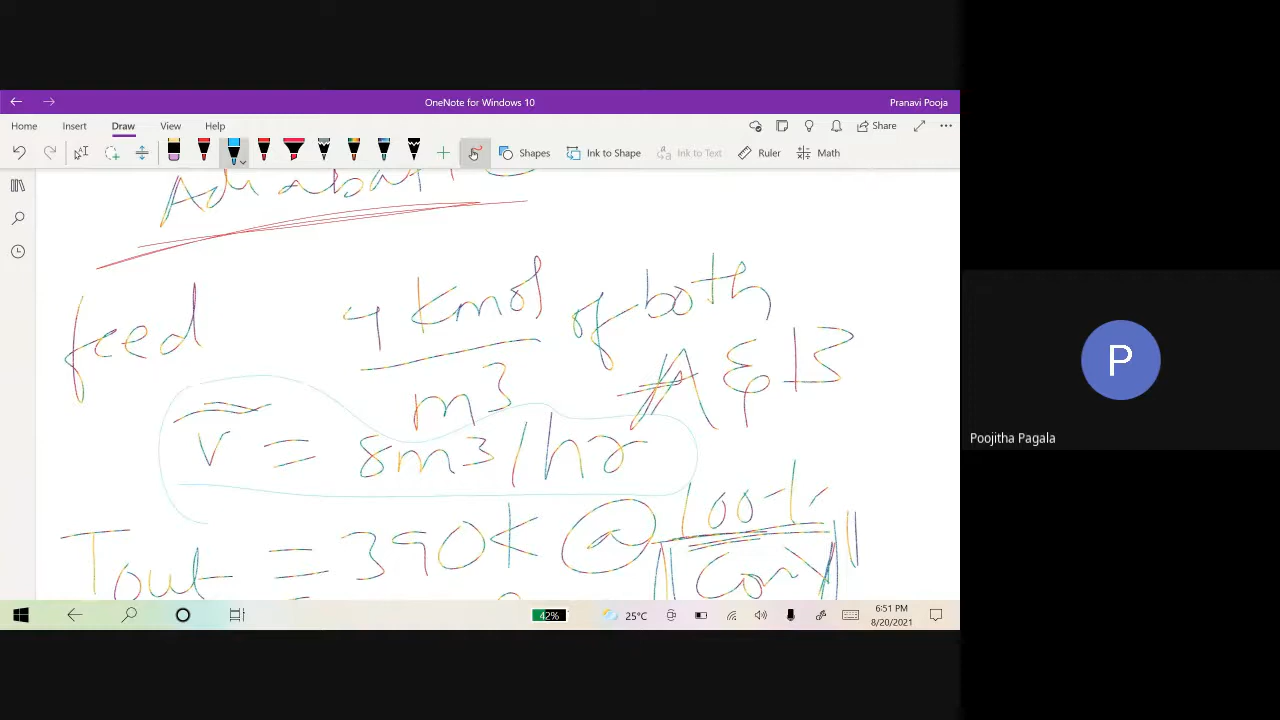 OneNote for Windows 10
Pranavi Pooja
Home Insert Draw View Help
Share
Shapes Ink to Shape Ink to Text Ruler Math
Adiabatic
feed 4 kmol of both
m3 A & B
v = 8m3/hr
Tout = 390K @ 100%
Conv
P
Poojitha Pagala
42% 25°C 6:51 PM
8/20/2021